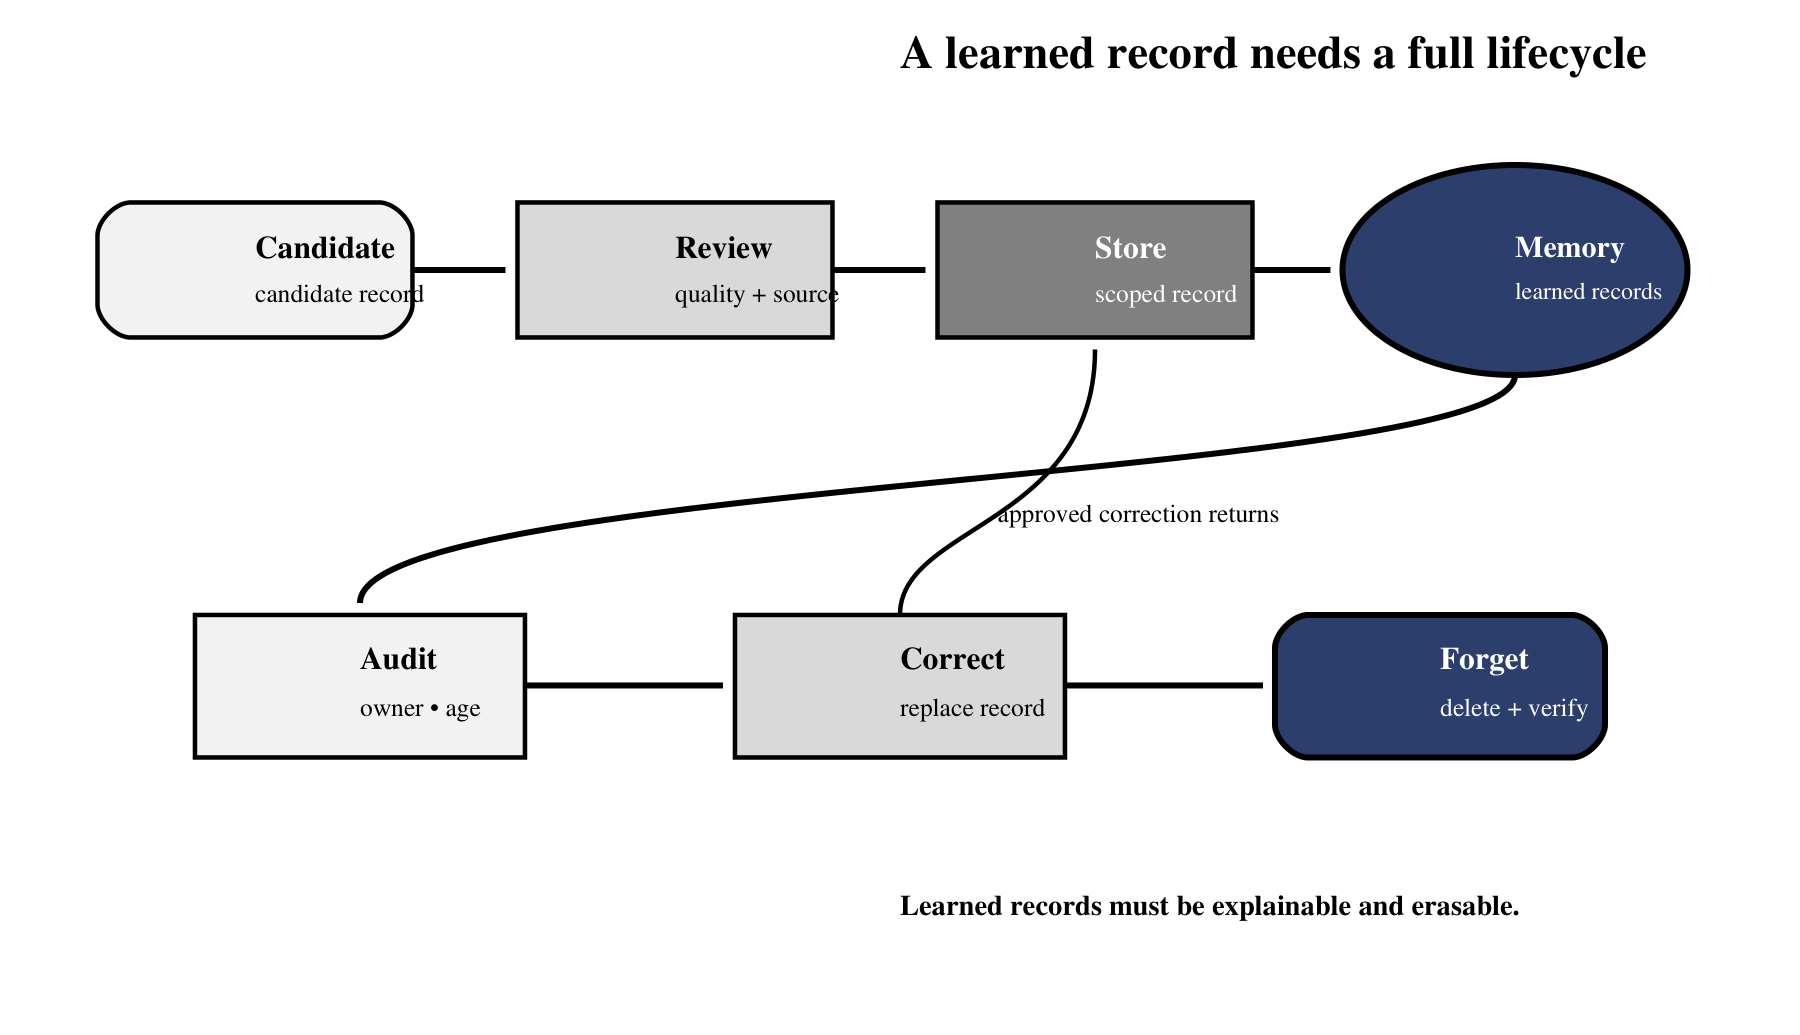 A learned record needs a full lifecycle
Candidate
candidate record
Review
quality + source
Store
scoped record
Memory
learned records
approved correction returns
Audit
owner • age
Correct
replace record
Forget
delete + verify
Learned records must be explainable and erasable.